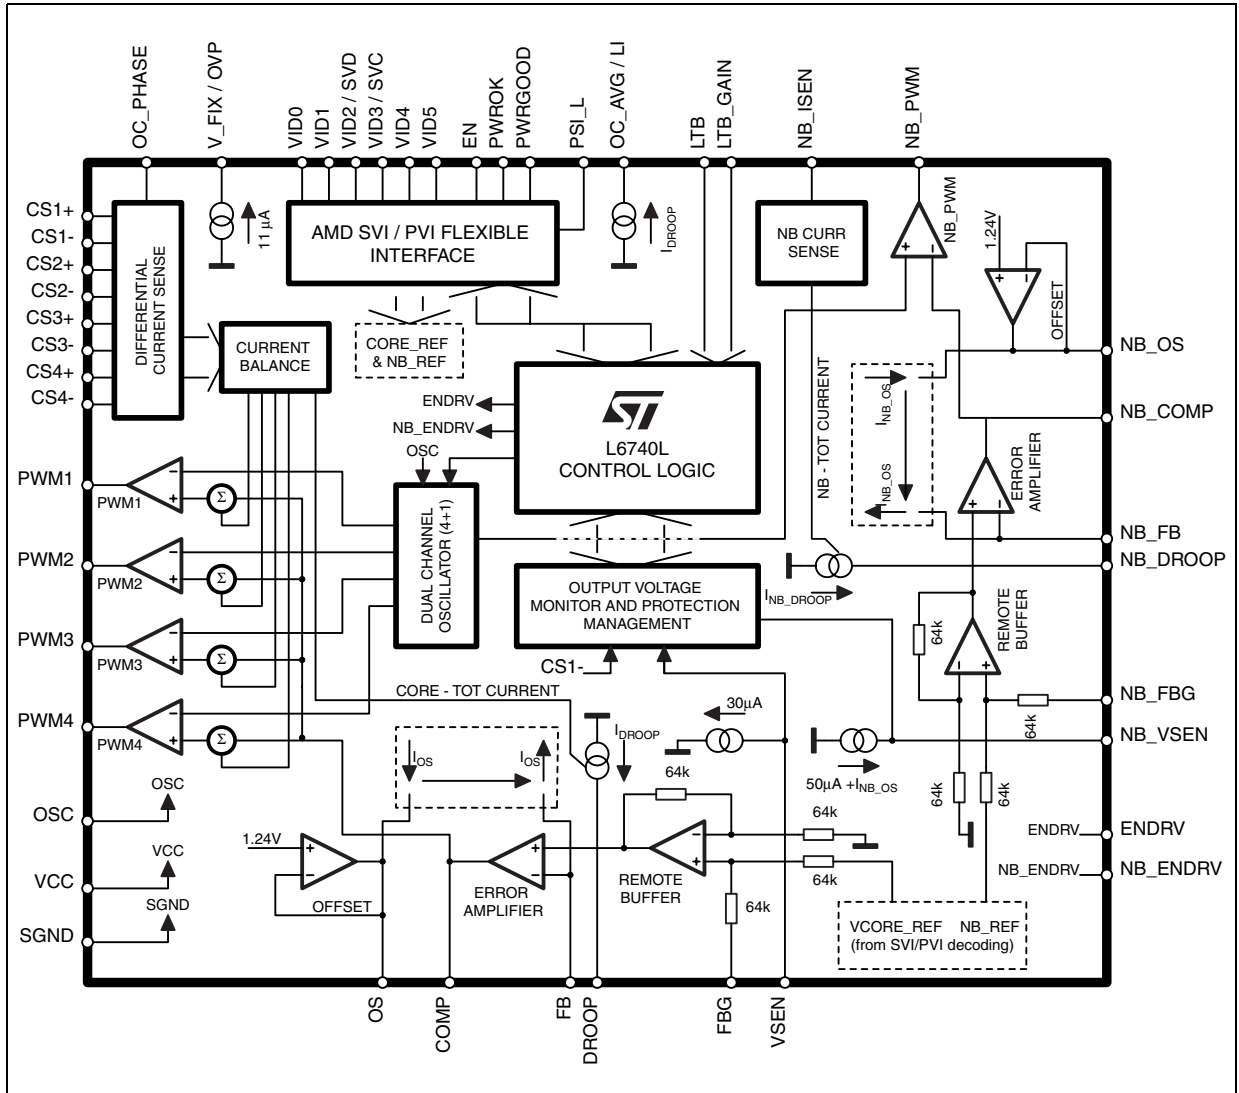 OC_PHASE
V_FIX / OVP
VID0
VID1
VID2 / SVD
VID3 / SVC
VID4
VID5
EN
PWROK
PWRGOOD
PSI_L
OC_AVG / LI
LTB
LTB_GAIN
NB_ISEN
NB_PWM
CS1+
CS1-
CS2+
CS2-
CS3+
CS3-
CS4+
CS4-
DIFFERENTIAL
CURRENT SENSE
11 μA
AMD SVI / PVI FLEXIBLE
INTERFACE
IDROOP
NB CURR
SENSE
+
-
NB_PWM
1.24V
+
-
OFFSET
CURRENT
BALANCE
CORE_REF
& NB_REF
ENDRV
NB_ENDRV
OSC
ST
L6740L
CONTROL LOGIC
NB - TOT CURRENT
INB_OS
INB_OS
NB_OS
NB_COMP
ERROR
AMPLIFIER
+
-
NB_FB
NB_DROOP
PWM1
-
+
PWM1
Σ
PWM2
-
+
PWM2
Σ
PWM3
-
+
PWM3
Σ
PWM4
-
+
PWM4
Σ
DUAL CHANNEL
OSCILLATOR (4+1)
OUTPUT VOLTAGE
MONITOR AND PROTECTION
MANAGEMENT
INB_DROOP
64k
REMOTE
BUFFER
-
+
CS1-
CORE - TOT CURRENT
NB_FBG
64k
NB_VSEN
30μA
IDROOP
IOS
IOS
50μA +INB_OS
64k
64k
64k
64k
OSC
OSC
VCC
VCC
SGND
SGND
1.24V
+
-
OFFSET
+
-
ERROR
AMPLIFIER
-
+
REMOTE
BUFFER
64k
64k
ENDRV
ENDRV
NB_ENDRV
NB_ENDRV
VCORE_REF NB_REF
(from SVI/PVI decoding)
OS
COMP
FB
DROOP
FBG
VSEN